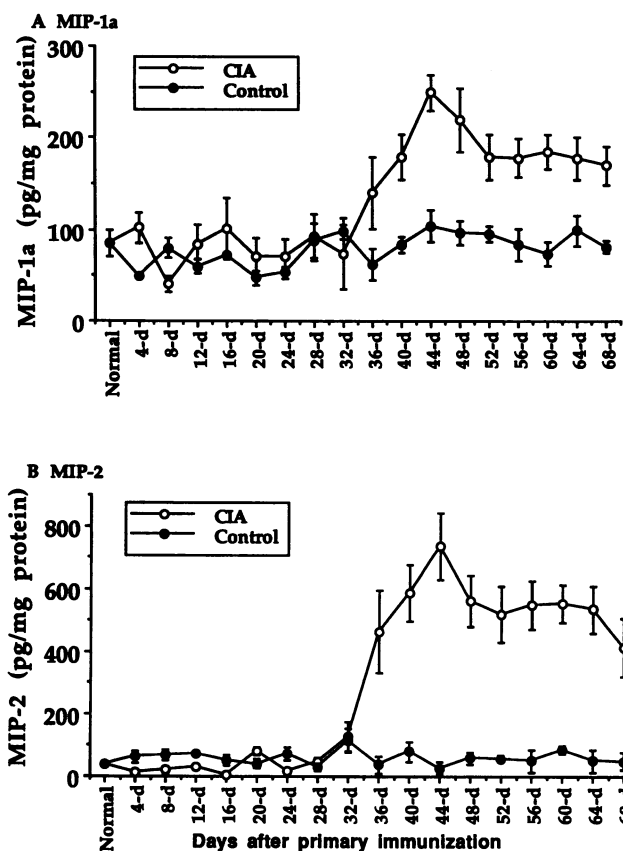 A MIP-1a
MIP-1a (pg/mg protein)
300
200
100
0
CIA
Control
Normal
4-d
8-d
12-d
16-d
20-d
24-d
28-d
32-d
36-d
40-d
44-d
48-d
52-d
56-d
60-d
64-d
68-d
B MIP-2
MIP-2 (pg/mg protein)
800
600
400
200
0
CIA
Control
Normal
4-d
8-d
12-d
16-d
20-d
24-d
28-d
32-d
36-d
40-d
44-d
48-d
52-d
56-d
60-d
64-d
Days after primary immunization